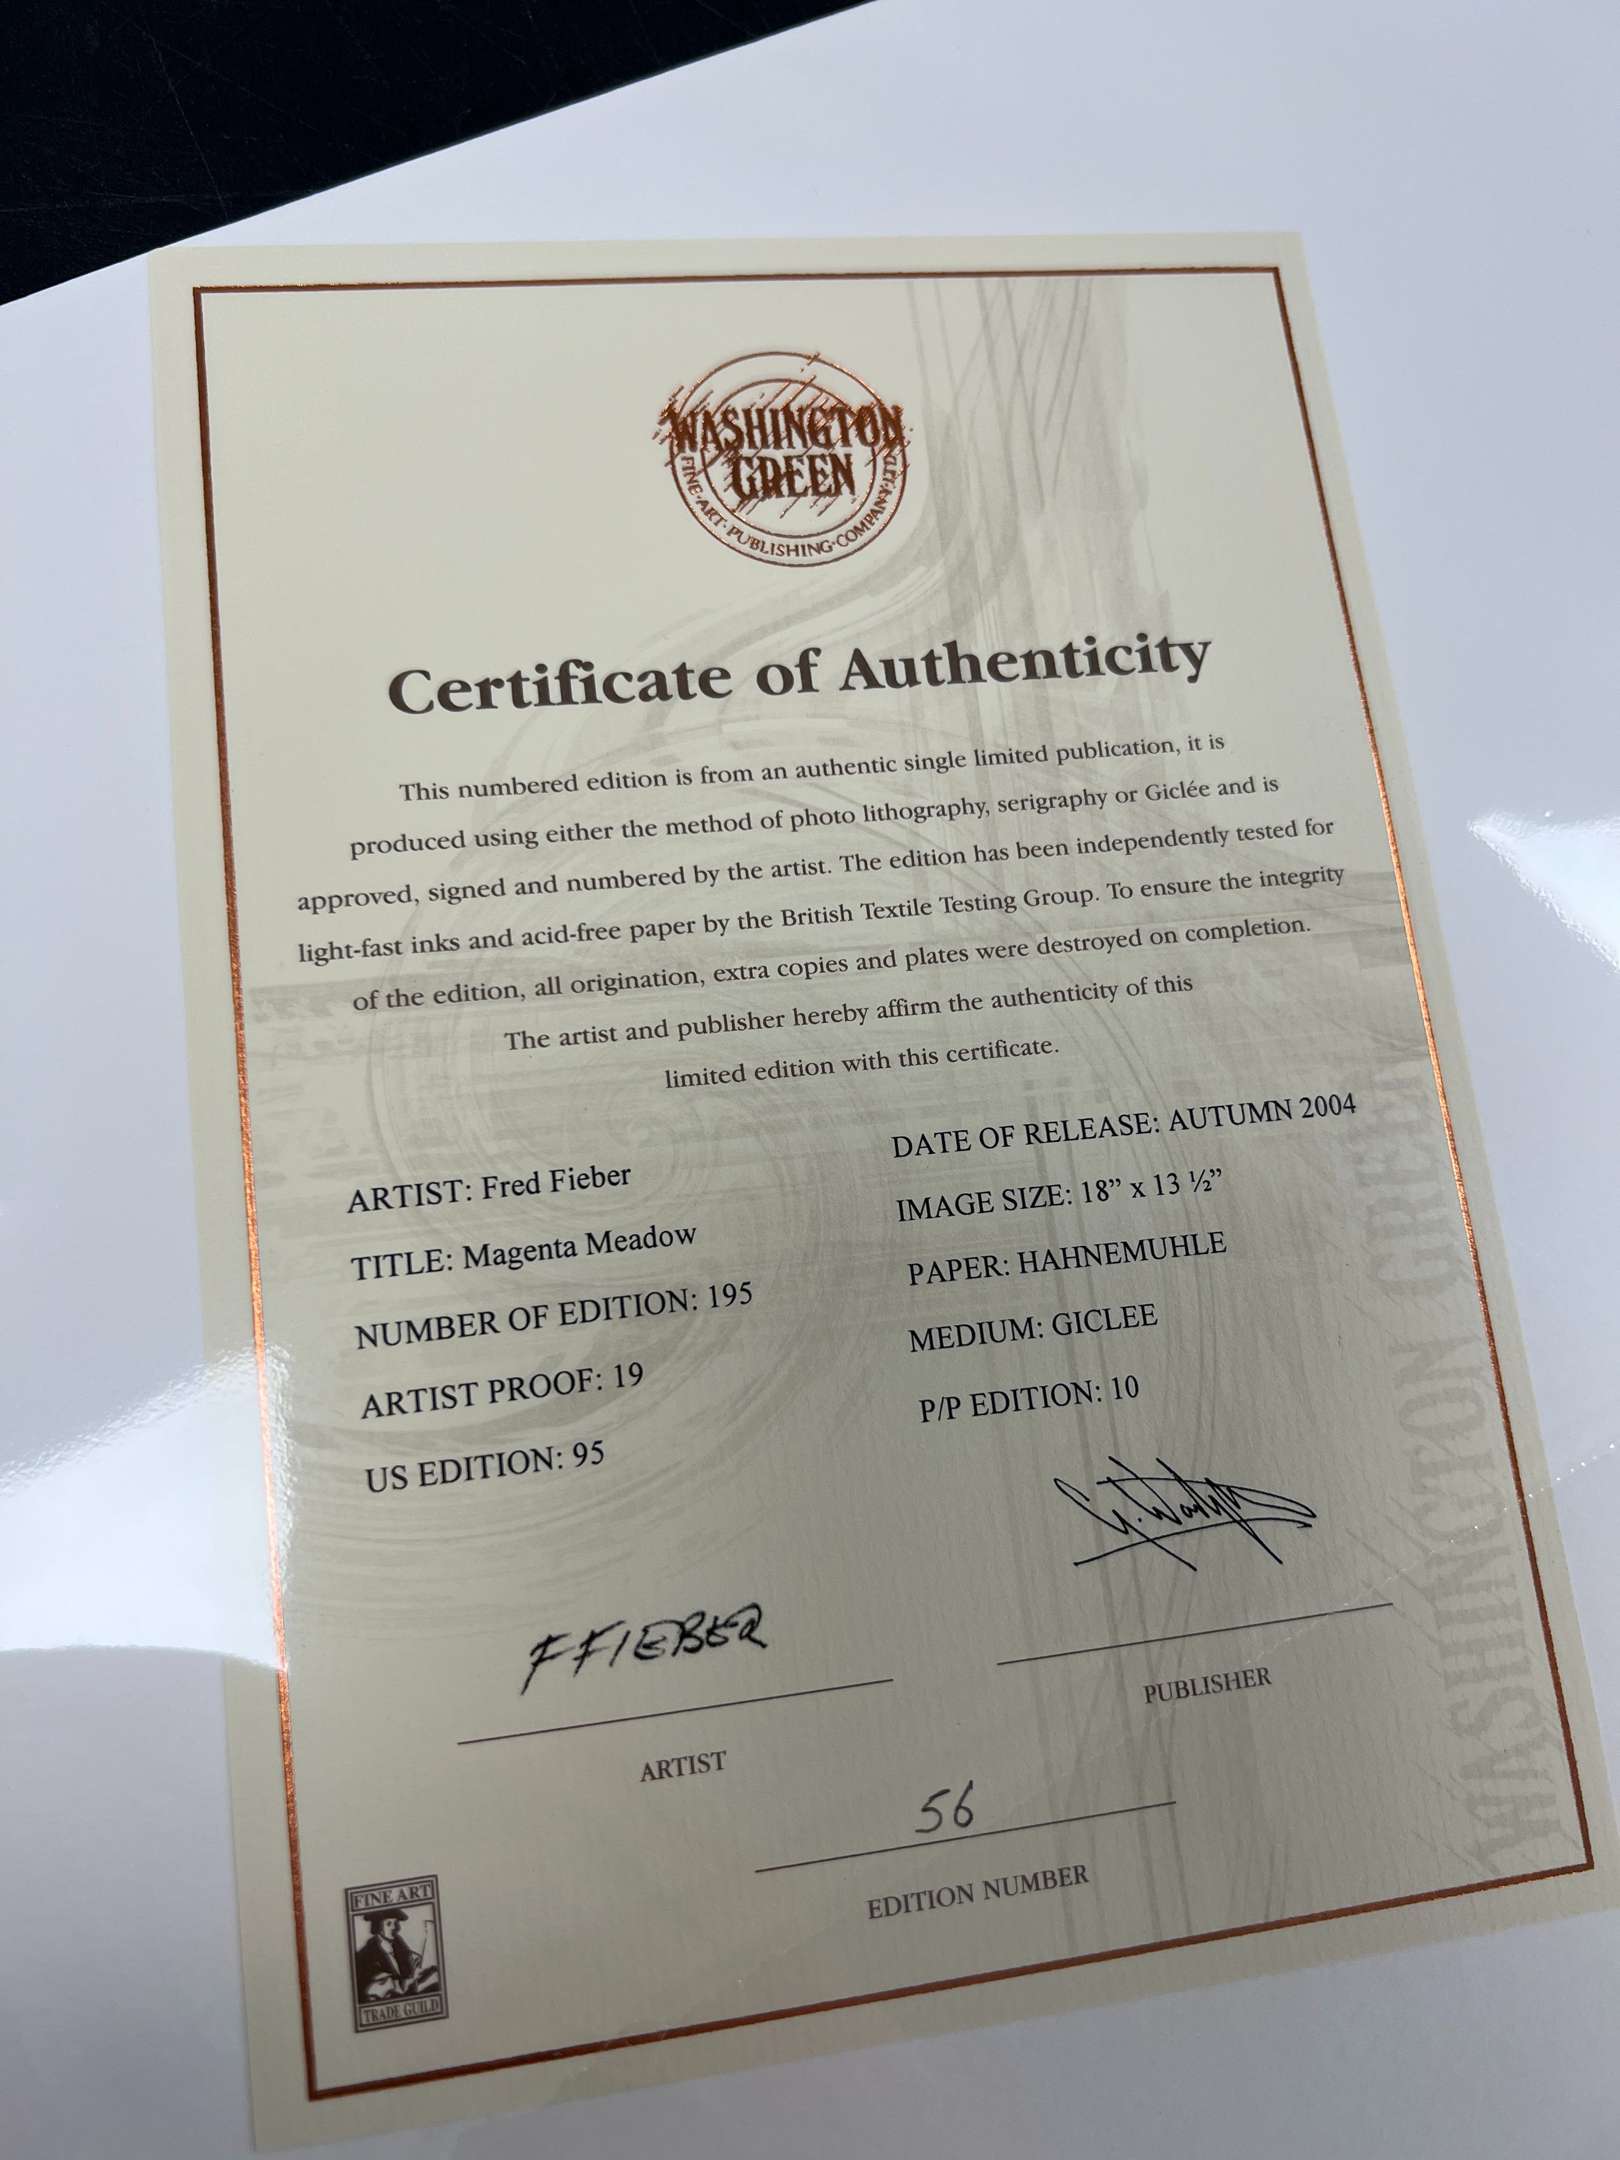 WASHINGTON
GREEN
FINE·ART·PUBLISHING·COMPANY·LTD
Certificate of Authenticity
This numbered edition is from an authentic single limited publication, it is
produced using either the method of photo lithography, serigraphy or Giclée and is
approved, signed and numbered by the artist. The edition has been independently tested for
light-fast inks and acid-free paper by the British Textile Testing Group. To ensure the integrity
of the edition, all origination, extra copies and plates were destroyed on completion.
The artist and publisher hereby affirm the authenticity of this
limited edition with this certificate.
ARTIST: Fred Fieber
TITLE: Magenta Meadow
NUMBER OF EDITION: 195
ARTIST PROOF: 19
US EDITION: 95
DATE OF RELEASE: AUTUMN 2004
IMAGE SIZE: 18” x 13 ½”
PAPER: HAHNEMUHLE
MEDIUM: GICLEE
P/P EDITION: 10
F FIEBER
ARTIST
PUBLISHER
56
EDITION NUMBER
FINE ART
TRADE GUILD
WASHINGTON GREEN